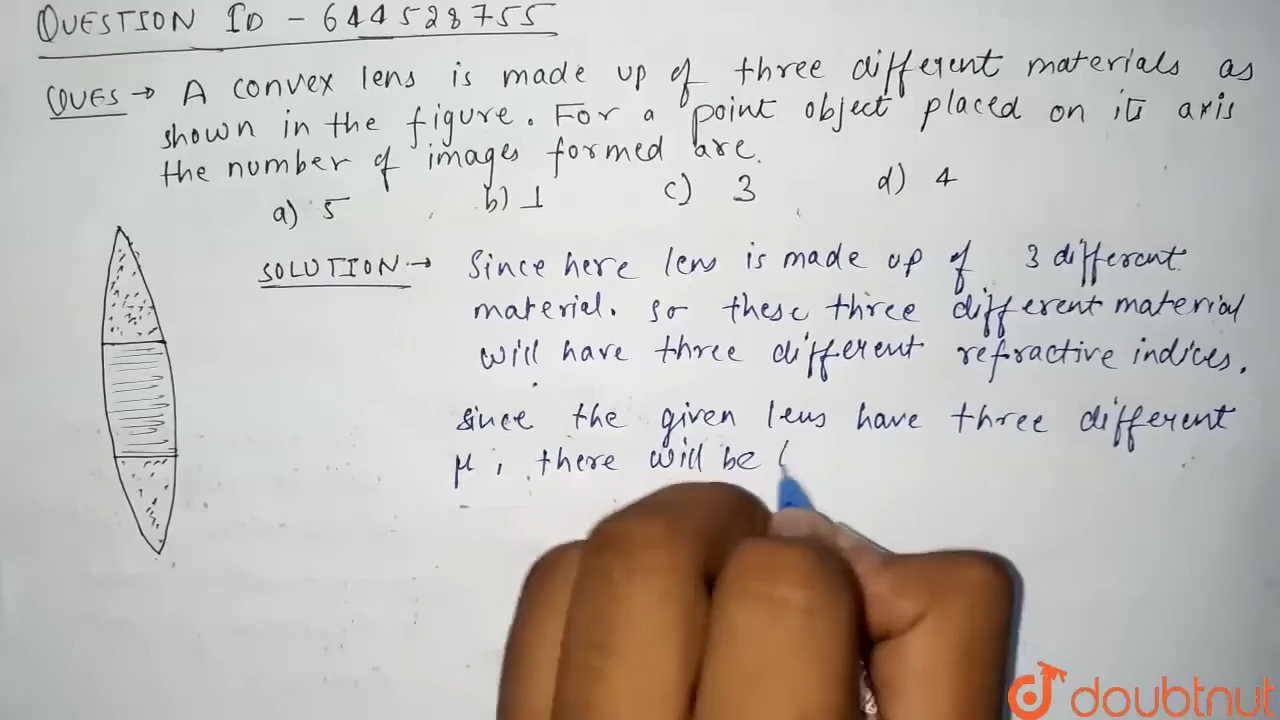 QUESTION ID - 644528755
QUES → A convex lens is made up of three different materials as
shown in the figure. For a point object placed on its axis
the number of images formed are.
a) 5 b) 1 c) 3 d) 4
SOLUTION → Since here lens is made up of 3 different
material. So these three different material
will have three different refractive indices.
since the given lens have three different
μ, there will be
doubtnut